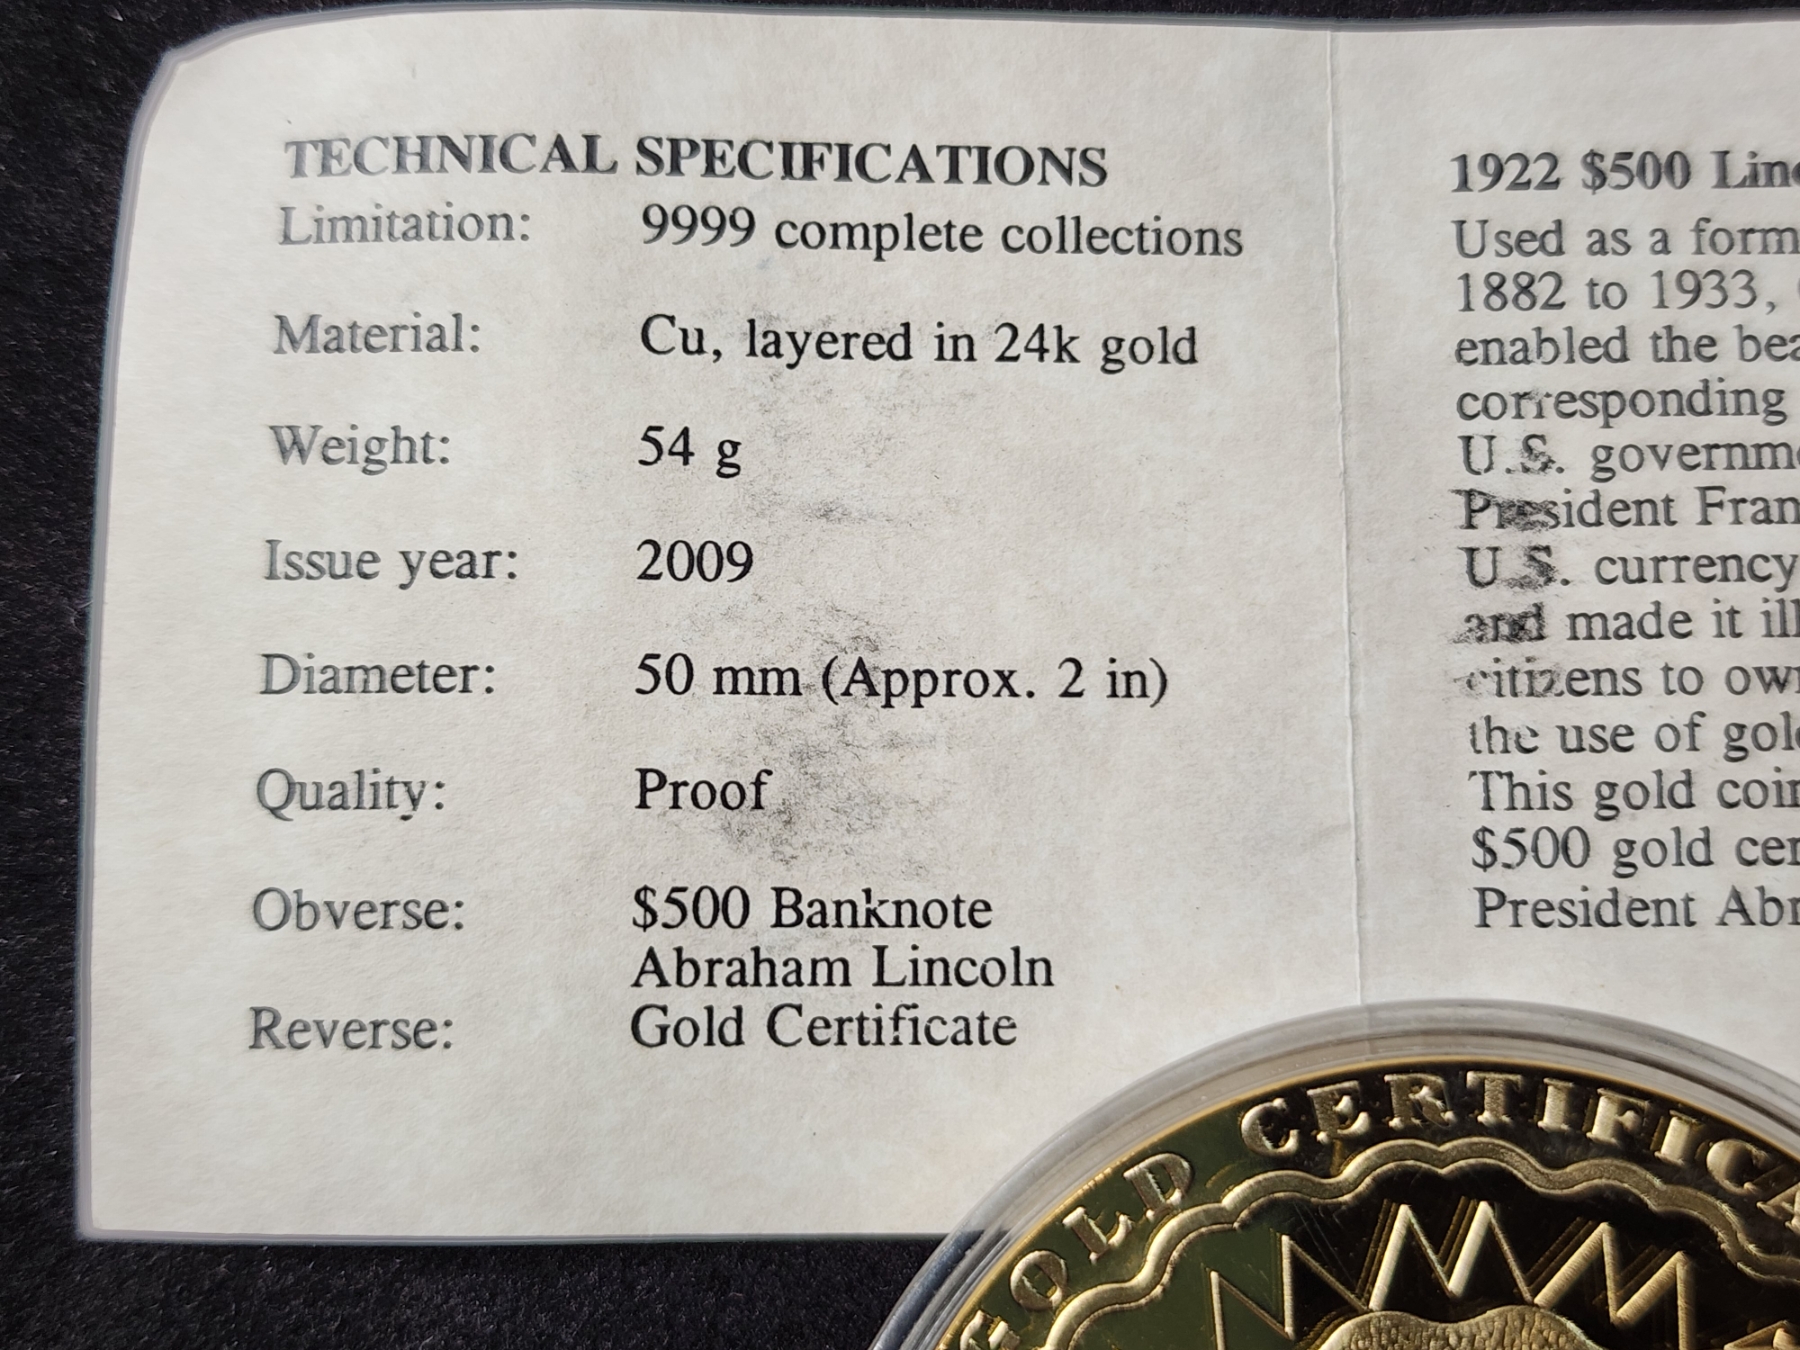 TECHNICAL SPECIFICATIONS
Limitation: 9999 complete collections
Material: Cu, layered in 24k gold
Weight: 54 g
Issue year: 2009
Diameter: 50 mm (Approx. 2 in)
Quality: Proof
Obverse: $500 Banknote
Abraham Lincoln
Reverse: Gold Certificate
1922 $500
Used as a form
1882 to 1933,
enabled the
corresponding
U.S.
President
U.S. currency
and made it
citizens to
the use of
This gold
$500 gold
President
GOLD